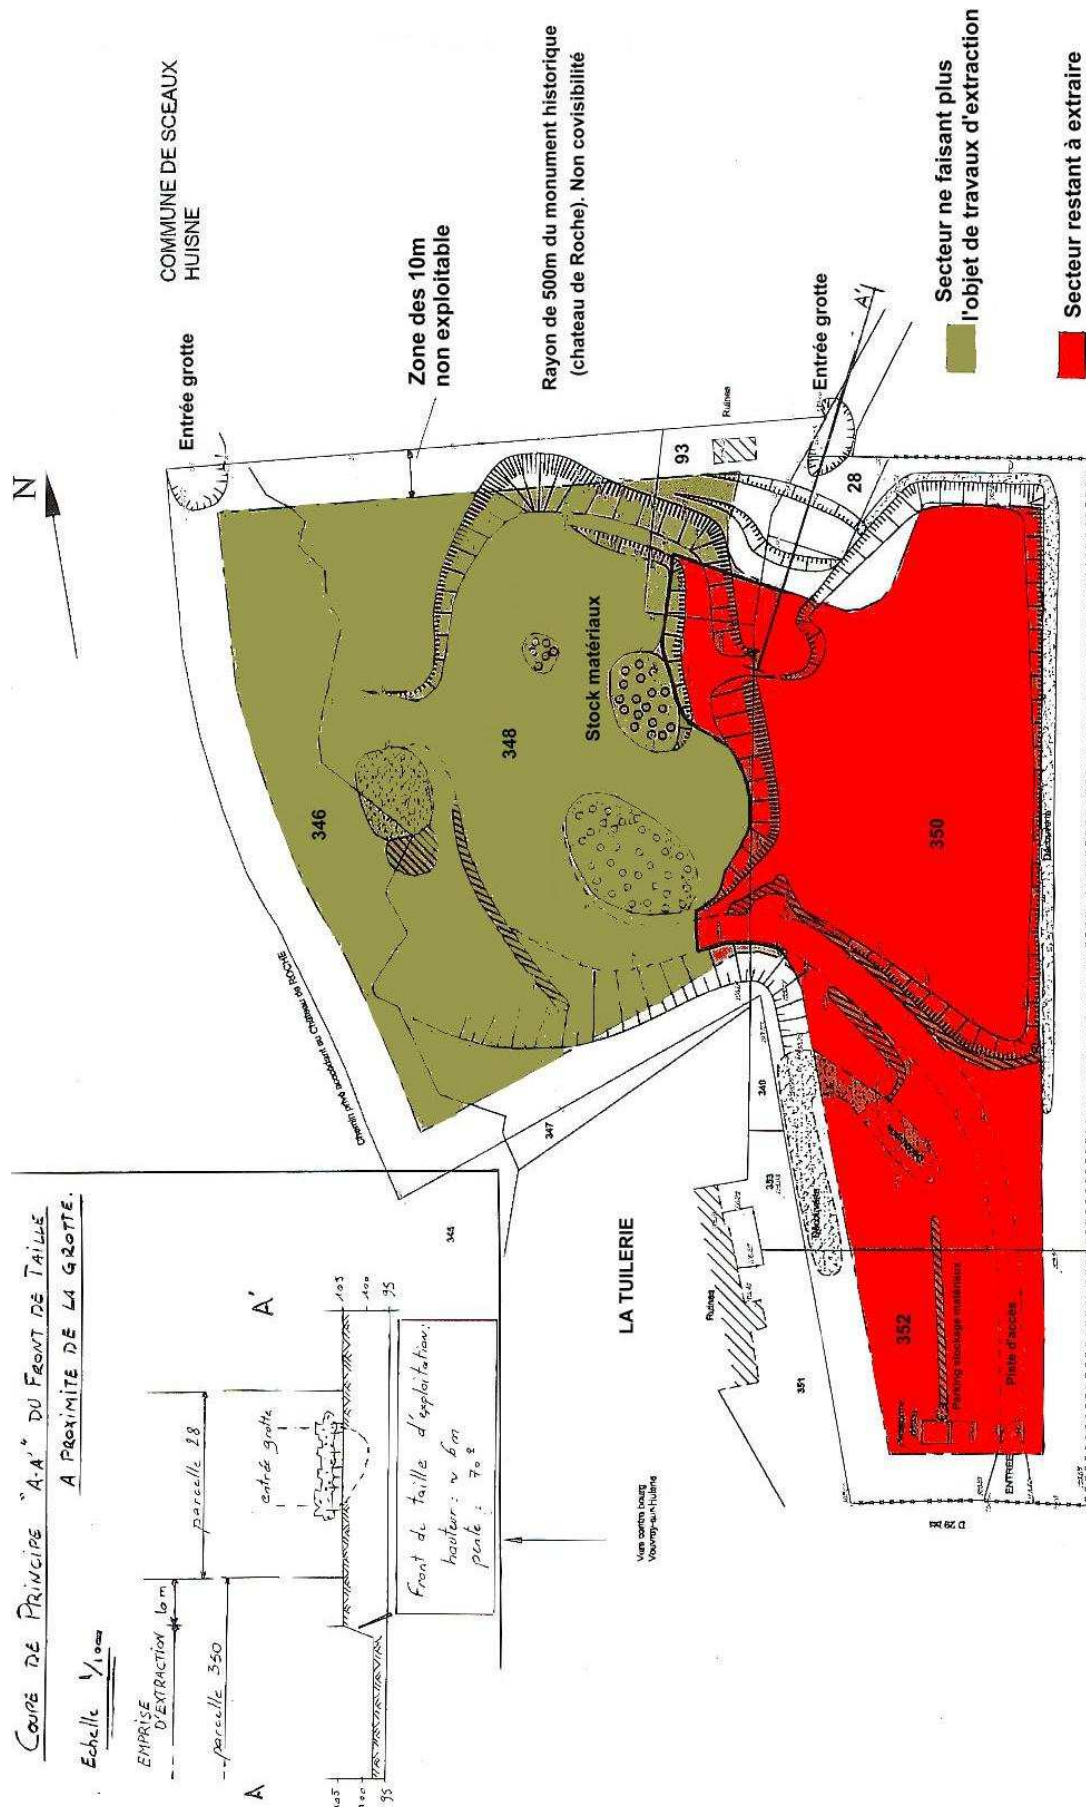 COUPE DE PRINCIPE "A-A'" DU FRONT DE TAILLE
A PROXIMITE DE LA GROTTE.
Echelle 1/1000
EMPRISE
D'EXTRACTION
10m
parcelle 28
parcelle 350
entrée grotte
A
A'
105
100
95
105
100
95
Front de taille d'exploitation:
hauteur: ~ 6m
pente: 70°
N
COMMUNE DE SCEAUX
HUISNE
Entrée grotte
Zone des 10m
non exploitable
Rayon de 500m du monument historique
(chateau de Roche). Non covisibilité
Chemin privé accédant au Château de ROCHE
346
348
Stock matériaux
93
Ruines
Entrée grotte
A'
28
350
Découverte
345
347
340
353
Découverte
LA TUILERIE
Ruines
351
352
Parking stockage matériaux
Piste d'accès
ENTREE
Vers centre bourg
Vouvray-sur-Huisne
Secteur ne faisant plus
l'objet de travaux d'extraction
Secteur restant à extraire